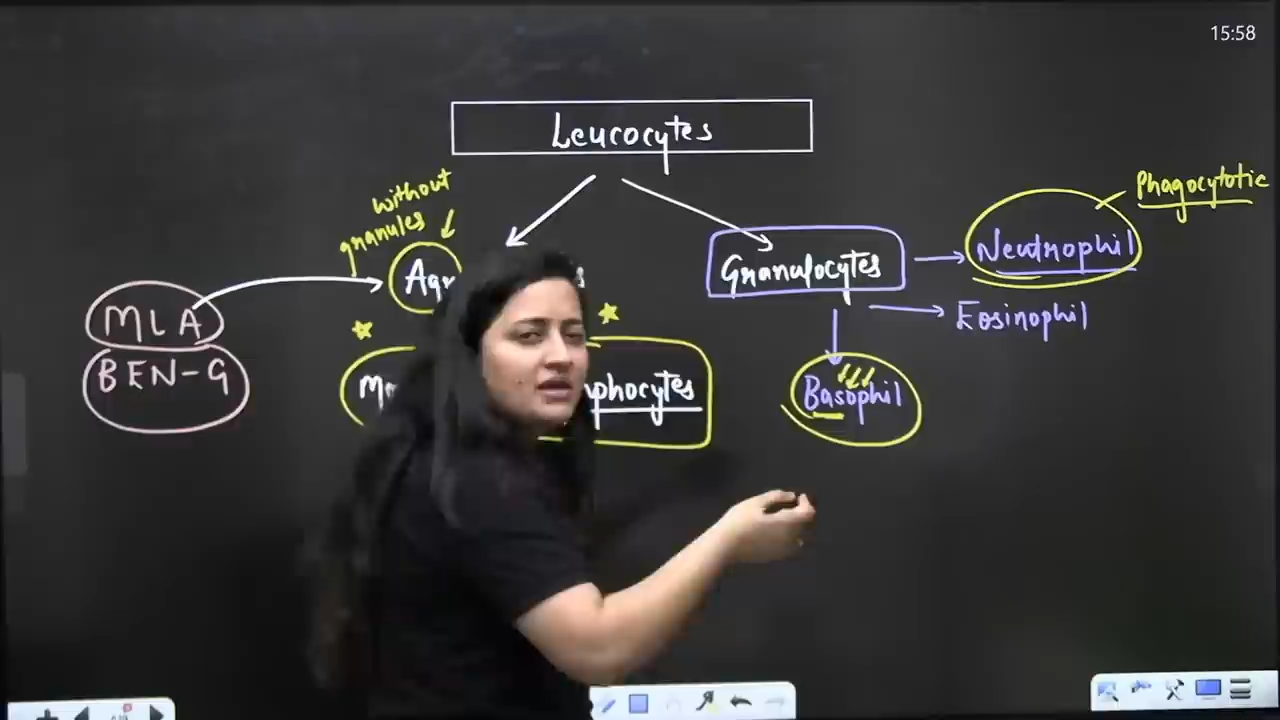 15:58
Leucocytes
without
granules
Phagocytotic
Neutrophil
Granulocytes
MLA
Eosinophil
BEN-G
Basophil